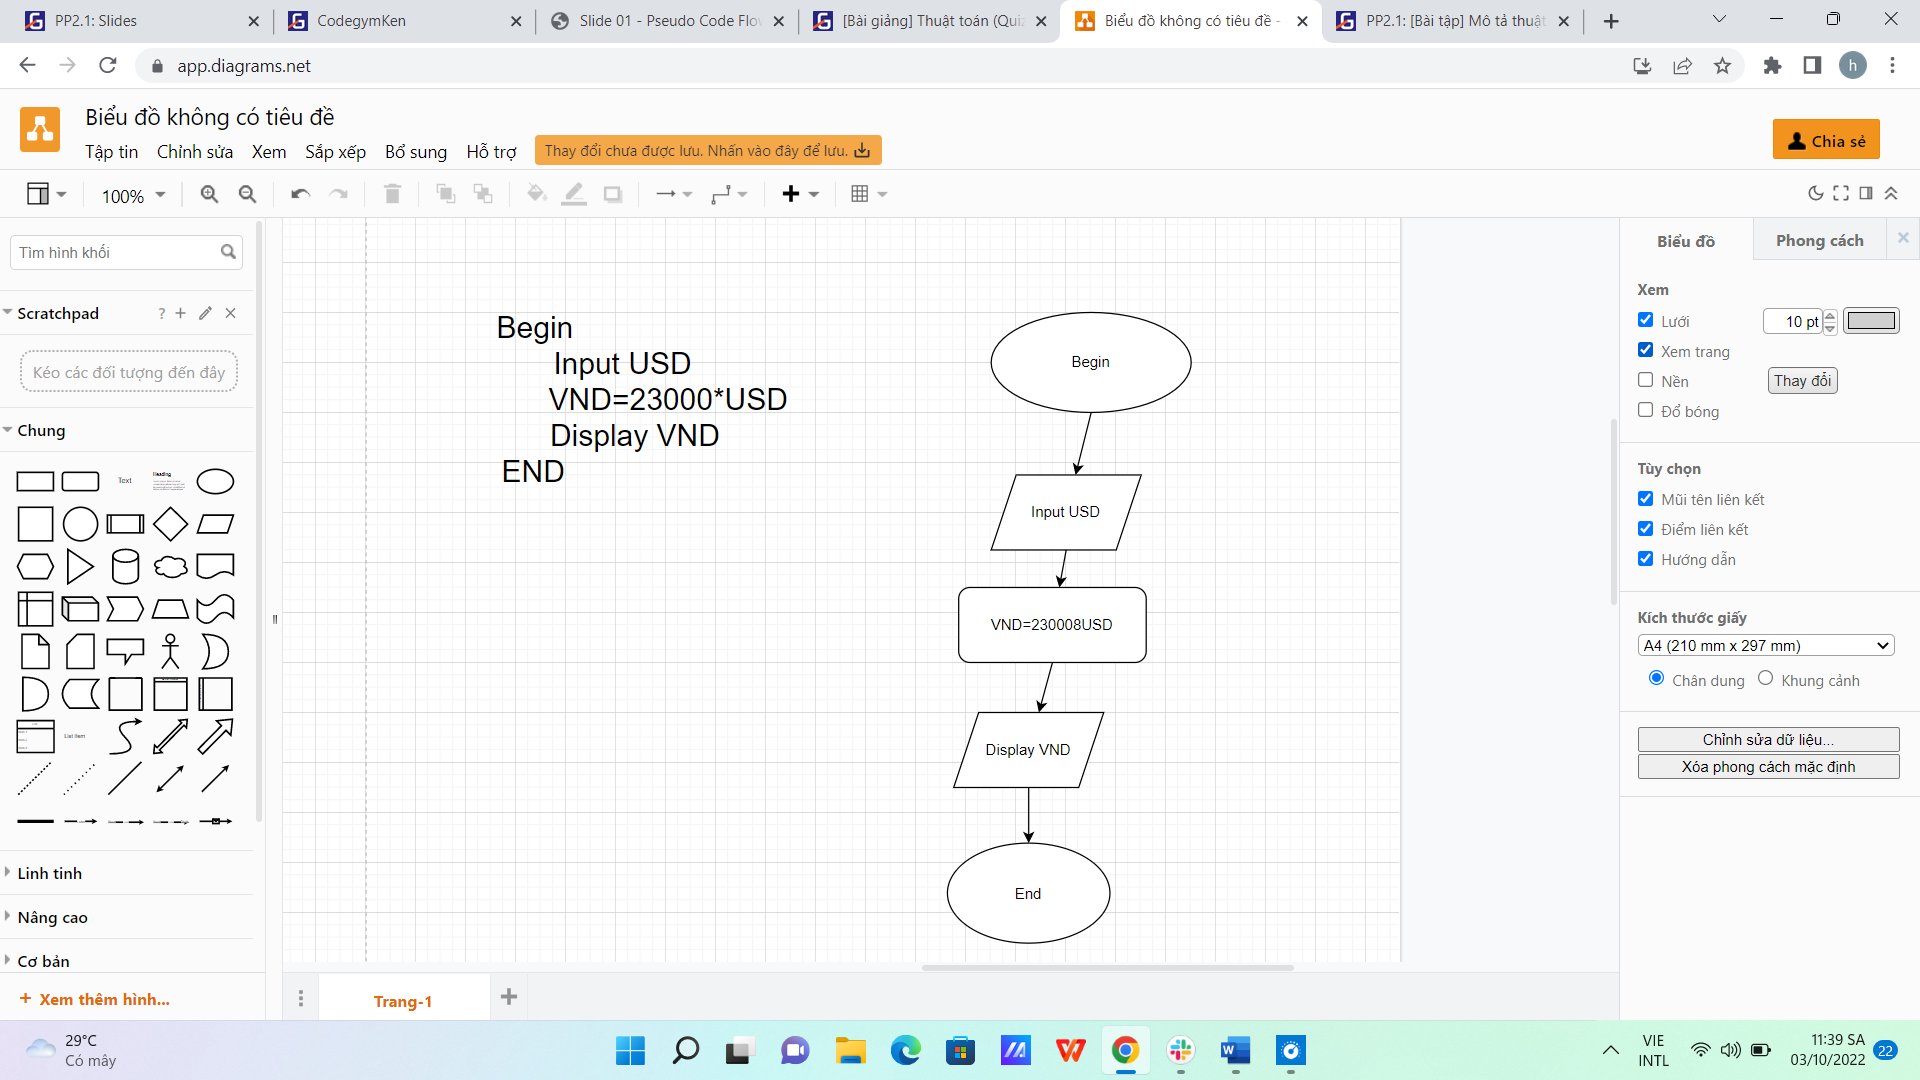 PP2.1: Slides
CodegymKen
Slide 01 - Pseudo Code Flow
[Bài giảng] Thuật toán (Quiz
Biểu đồ không có tiêu đề -
PP2.1: [Bài tập] Mô tả thuật
app.diagrams.net
h
Biểu đồ không có tiêu đề
Tập tin Chỉnh sửa Xem Sắp xếp Bổ sung Hỗ trợ
Thay đổi chưa được lưu. Nhấn vào đây để lưu.
Chia sẻ
100%
Tìm hình khối
Scratchpad
?
Kéo các đối tượng đến đây
Chung
Text
Heading
List Item
Linh tinh
Nâng cao
Cơ bản
+ Xem thêm hình...
Begin
Input USD
VND=23000*USD
Display VND
END
Begin
Input USD
VND=230008USD
Display VND
End
Trang-1
Biểu đồ
Phong cách
Xem
Lưới
10 pt
Xem trang
Nền
Thay đổi
Đổ bóng
Tùy chọn
Mũi tên liên kết
Điểm liên kết
Hướng dẫn
Kích thước giấy
A4 (210 mm x 297 mm)
Chân dung
Khung cảnh
Chỉnh sửa dữ liệu...
Xóa phong cách mặc định
29°C
Có mây
VIE
INTL
11:39 SA
03/10/2022
22